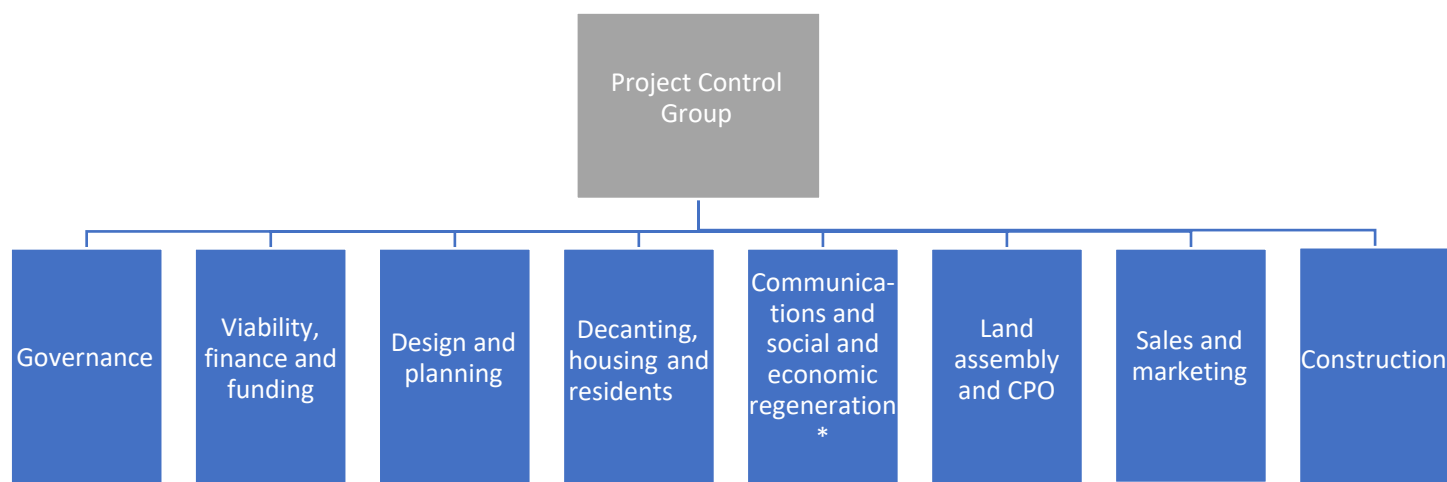 Project Control
Group
Governance
Viability,
finance and
funding
Design and
planning
Decanting,
housing and
residents
Communica-
tions and
social and
economic
regeneration
*
Land
assembly
and CPO
Sales and
marketing
Construction